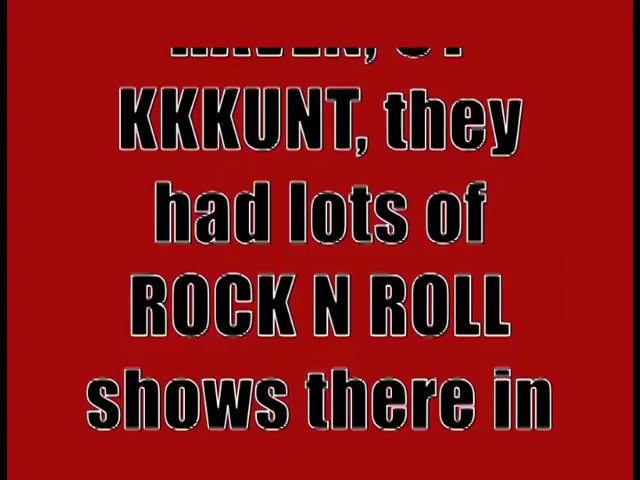 KKKUNT, they
had lots of
ROCK N ROLL
shows there in